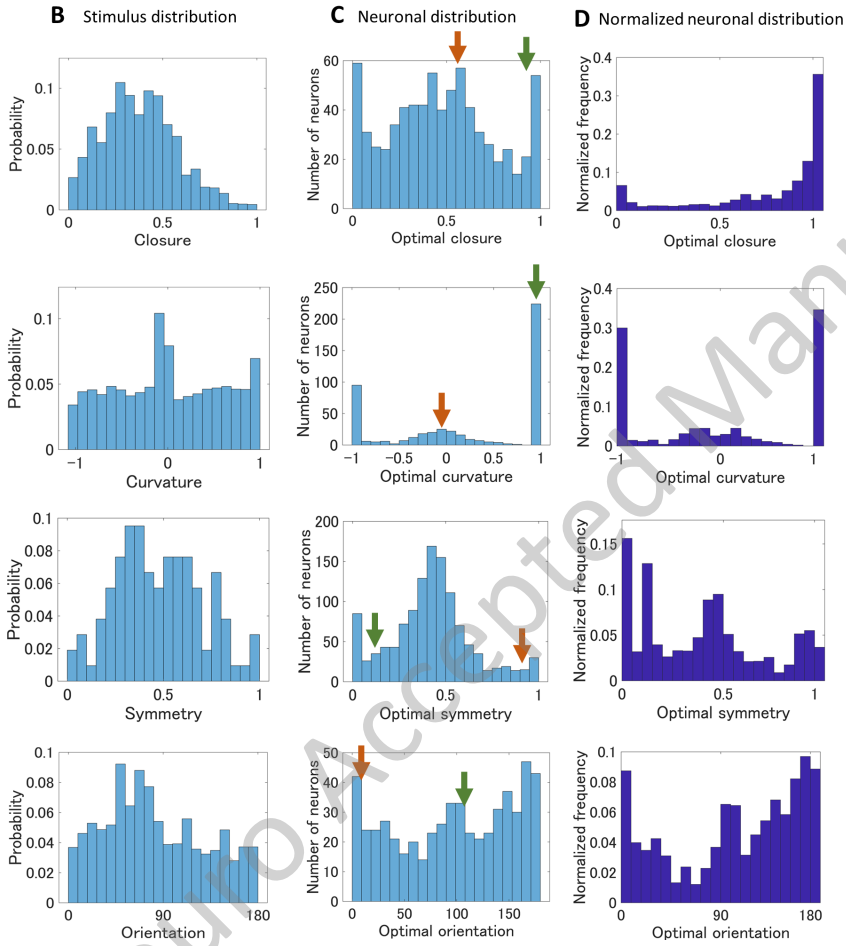 B Stimulus distribution
C Neuronal distribution
D Normalized neuronal distribution
Probability
0.1
0.05
0
0 0.5 1
Closure
Number of neurons
60
50
40
30
20
10
0
0 0.5 1
Optimal closure
Normalized frequency
0.4
0.3
0.2
0.1
0
0 0.5 1
Optimal closure
Probability
0.1
0.05
0
-1 0 1
Curvature
Number of neurons
250
200
150
100
50
0
-1 -0.5 0 0.5 1
Optimal curvature
Normalized frequency
0.4
0.3
0.2
0.1
0
-1 0 1
Optimal curvature
Probability
0.1
0.08
0.06
0.04
0.02
0
0 0.5 1
Symmetry
Number of neurons
200
150
100
50
0
0 0.5 1
Optimal symmetry
Normalized frequency
0.15
0.1
0.05
0
0 0.5 1
Optimal symmetry
Probability
0.1
0.08
0.06
0.04
0.02
0
0 90 180
Orientation
Number of neurons
50
40
30
20
10
0
0 50 100 150
Optimal orientation
Normalized frequency
0.1
0.08
0.06
0.04
0.02
0
0 90 180
Optimal orientation
Accepted